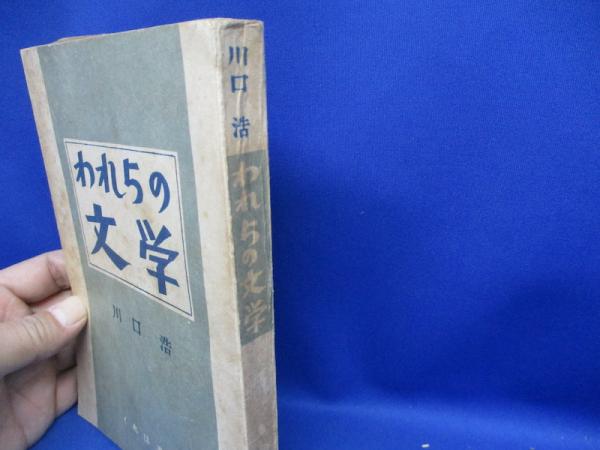 われらの
文学
川口 浩
川口 浩
われらの文学